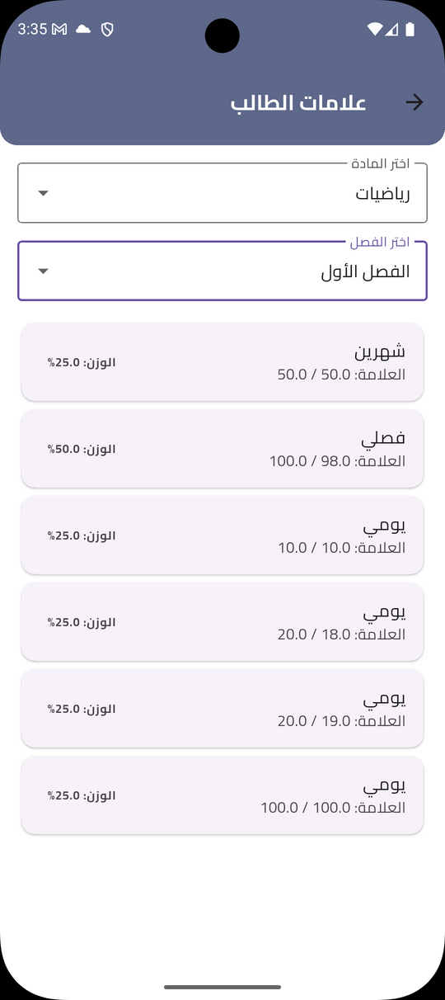 3:35
علامات الطالب
اختر المادة
رياضيات
اختر الفصل
الفصل الأول
شهرين
العلامة: 50.0 / 50.0
الوزن: 25.0%
فصلي
العلامة: 98.0 / 100.0
الوزن: 50.0%
يومي
العلامة: 10.0 / 10.0
الوزن: 25.0%
يومي
العلامة: 18.0 / 20.0
الوزن: 25.0%
يومي
العلامة: 19.0 / 20.0
الوزن: 25.0%
يومي
العلامة: 100.0 / 100.0
الوزن: 25.0%